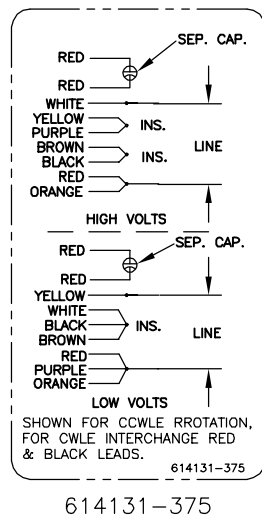 RED
SEP. CAP.
RED
WHITE
YELLOW
PURPLE
INS.
BROWN
BLACK
INS.
LINE
RED
ORANGE
HIGH VOLTS
RED
SEP. CAP.
RED
YELLOW
WHITE
BLACK
INS.
BROWN
LINE
RED
PURPLE
ORANGE
LOW VOLTS
SHOWN FOR CCWLE RROTATION,
FOR CWLE INTERCHANGE RED
& BLACK LEADS.
614131-375
614131-375